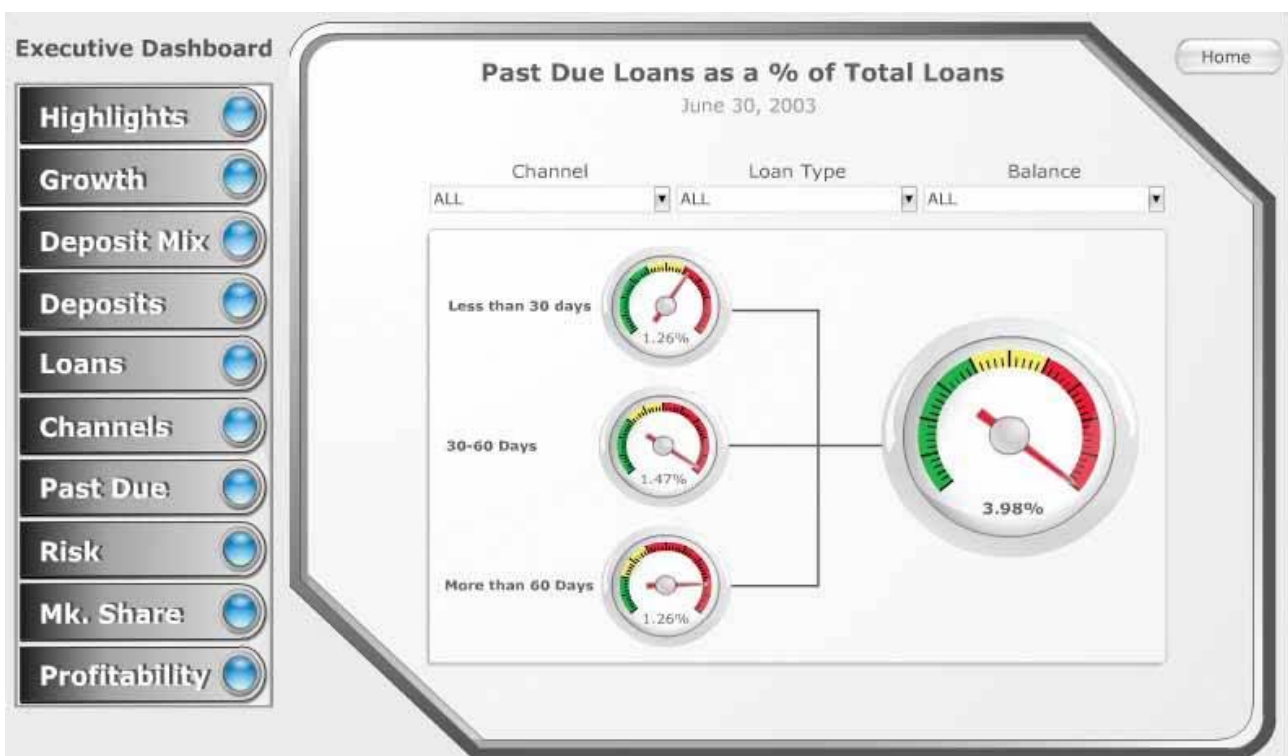 Executive Dashboard
Highlights
Growth
Deposit Mix
Deposits
Loans
Channels
Past Due
Risk
Mk. Share
Profitability
Home
Past Due Loans as a % of Total Loans
June 30, 2003
Channel Loan Type Balance
ALL ALL ALL
Less than 30 days
1.26%
30-60 Days
1.47%
More than 60 Days
1.26%
3.98%